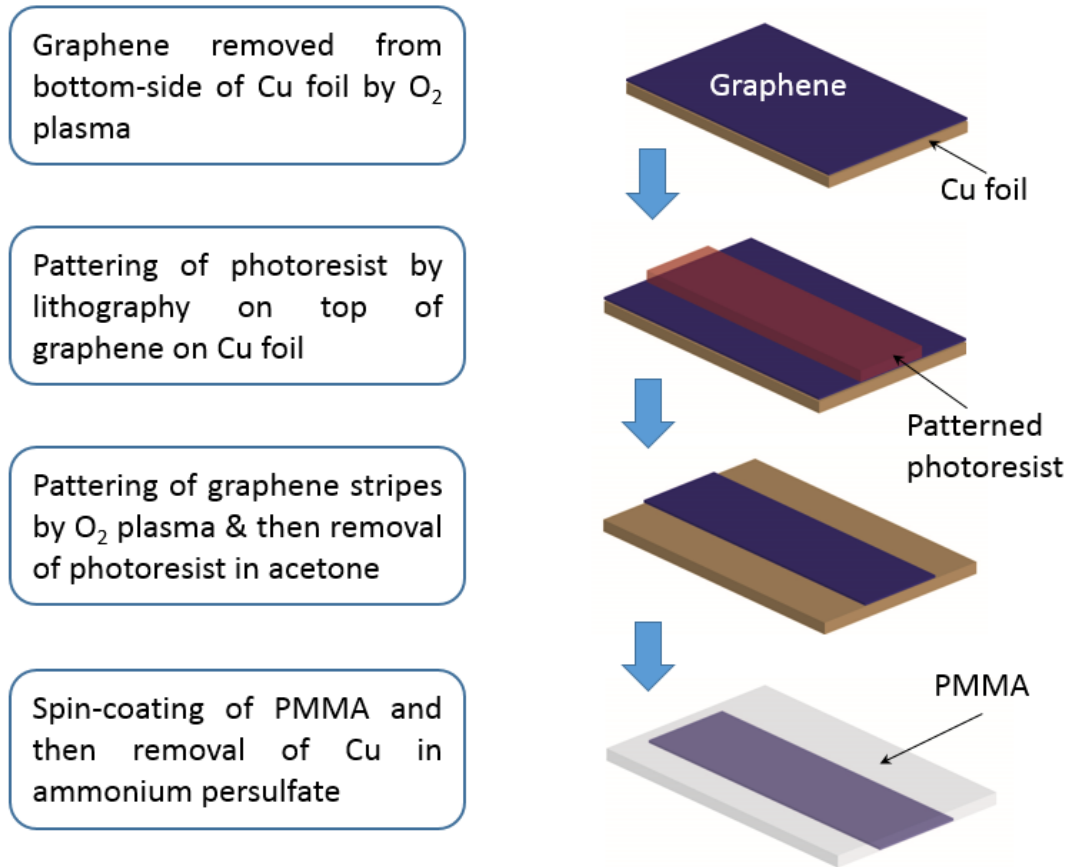 Graphene removed from
bottom-side of Cu foil by O₂
plasma
Graphene
Cu foil
Pattering of photoresist by
lithography on top of
graphene on Cu foil
Patterned
photoresist
Pattering of graphene stripes
by O₂ plasma & then removal
of photoresist in acetone
Spin-coating of PMMA and
then removal of Cu in
ammonium persulfate
PMMA